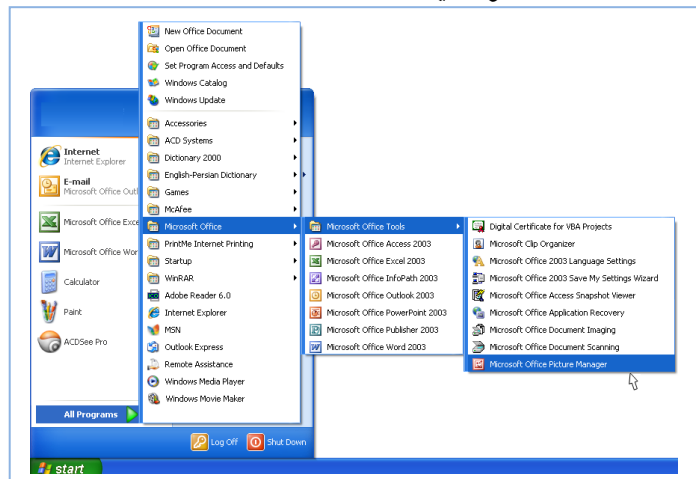 New Office Document
Open Office Document
Set Program Access and Defaults
Windows Catalog
Windows Update
Accessories
ACD Systems
Dictionary 2000
English-Persian Dictionary
Games
McAfee
Microsoft Office
PrintMe Internet Printing
Startup
WinRAR
Adobe Reader 6.0
Internet Explorer
MSN
Outlook Express
Remote Assistance
Windows Media Player
Windows Movie Maker
Internet
Internet Explorer
E-mail
Microsoft Office Outl
Microsoft Office Exce
Microsoft Office Wor
Calculator
Paint
ACDSee Pro
All Programs
Log Off
Shut Down
start
Microsoft Office Tools
Microsoft Office Access 2003
Microsoft Office Excel 2003
Microsoft Office InfoPath 2003
Microsoft Office Outlook 2003
Microsoft Office PowerPoint 2003
Microsoft Office Publisher 2003
Microsoft Office Word 2003
Digital Certificate for VBA Projects
Microsoft Clip Organizer
Microsoft Office 2003 Language Settings
Microsoft Office 2003 Save My Settings Wizard
Microsoft Office Access Snapshot Viewer
Microsoft Office Application Recovery
Microsoft Office Document Imaging
Microsoft Office Document Scanning
Microsoft Office Picture Manager